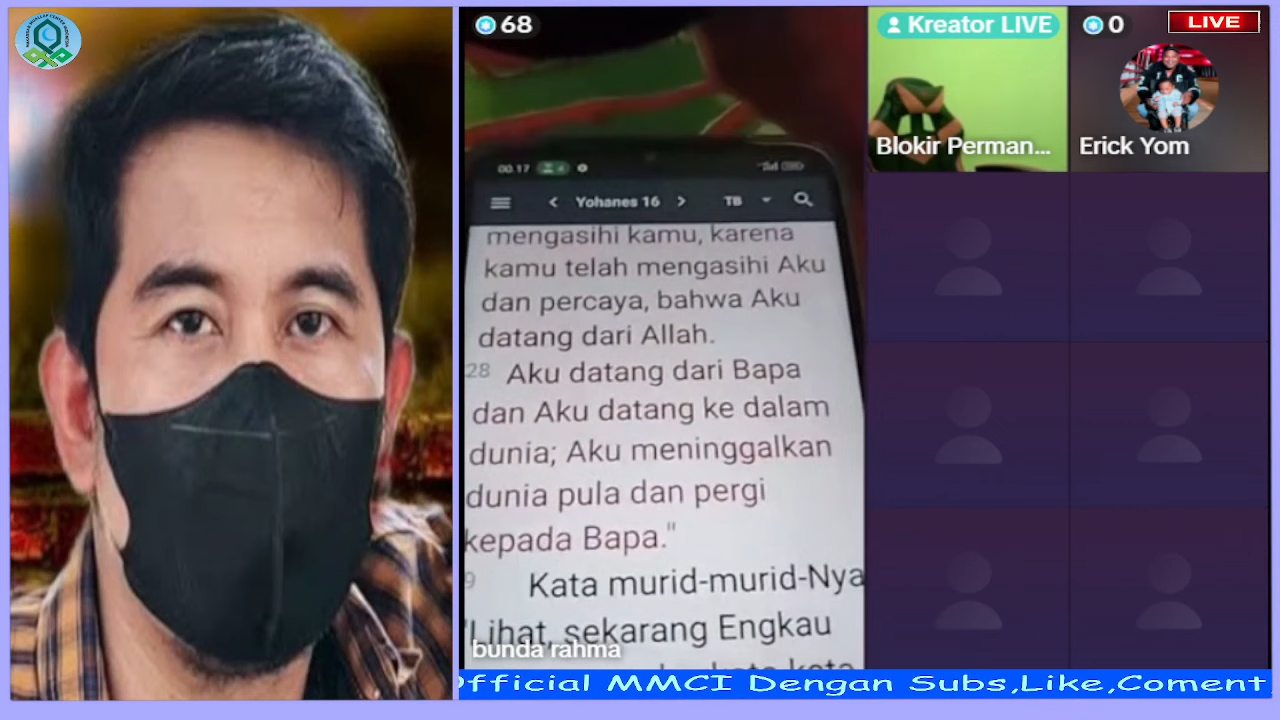 68
Kreator LIVE
0
LIVE
Blokir Perman...
Erick Yom
00.17
Yohanes 16
TB
mengasihi kamu, karena
kamu telah mengasihi Aku
dan percaya, bahwa Aku
datang dari Allah.
28 Aku datang dari Bapa
dan Aku datang ke dalam
dunia; Aku meninggalkan
dunia pula dan pergi
kepada Bapa."
9 Kata murid-murid-Nya
"Lihat, sekarang Engkau
bunda rahma
Official MMCI Dengan Subs,Like,Coment